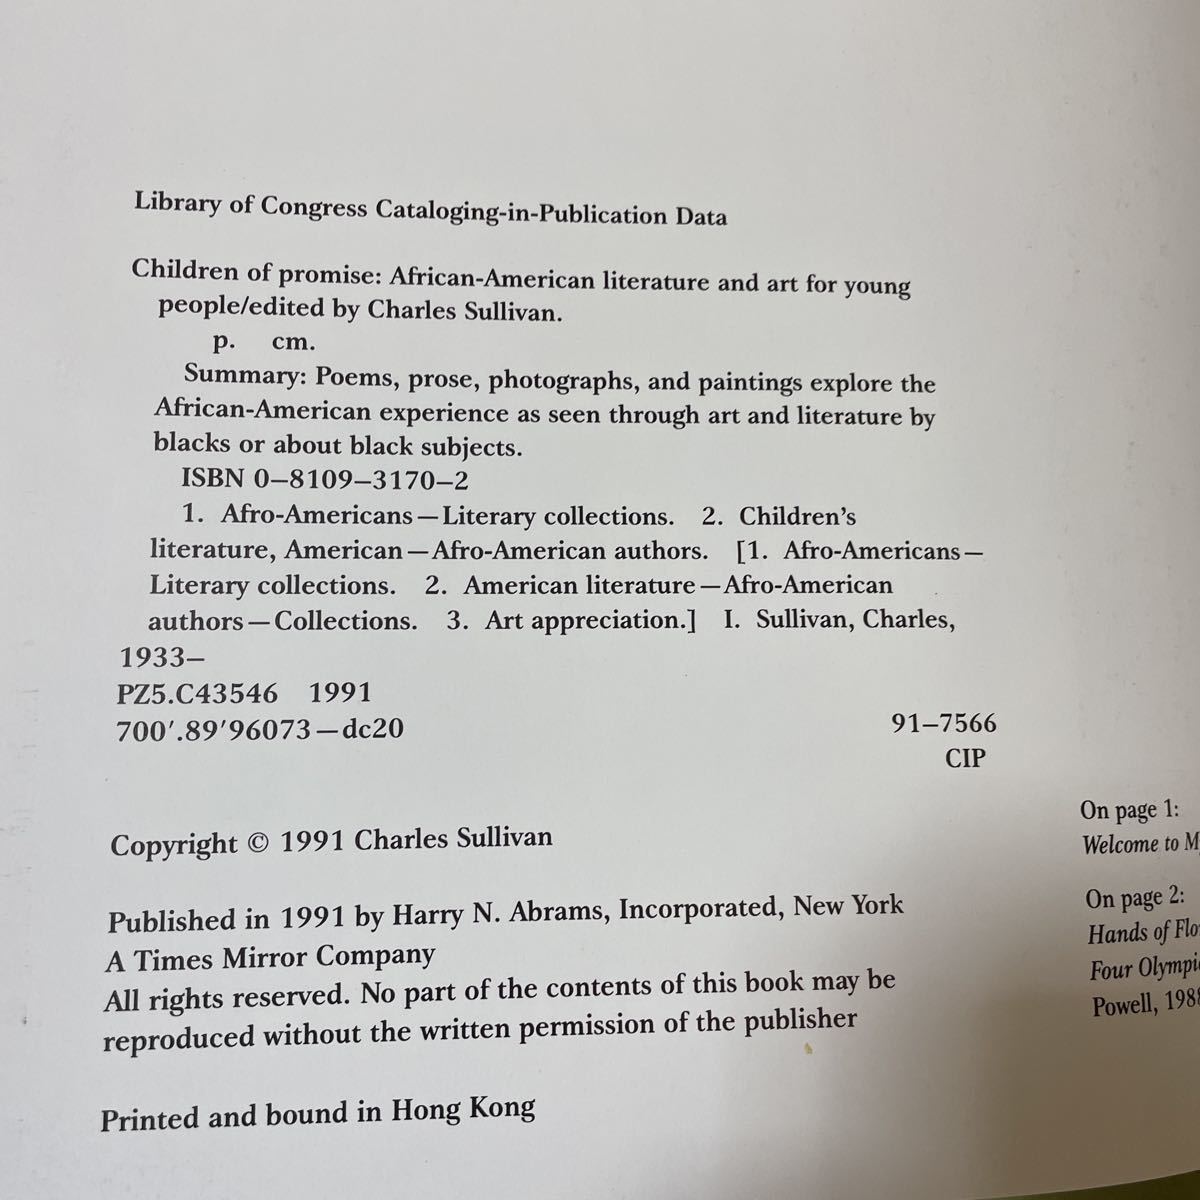 Library of Congress Cataloging-in-Publication Data
Children of promise: African-American literature and art for young
people/edited by Charles Sullivan.
p. cm.
Summary: Poems, prose, photographs, and paintings explore the
African-American experience as seen through art and literature by
blacks or about black subjects.
ISBN 0–8109–3170–2
1. Afro-Americans—Literary collections. 2. Children's
literature, American—Afro-American authors. [1. Afro-Americans—
Literary collections. 2. American literature—Afro-American
authors—Collections. 3. Art appreciation.] I. Sullivan, Charles,
1933–
PZ5.C43546 1991
700′.89′96073—dc20
91–7566
CIP
Copyright © 1991 Charles Sullivan
Published in 1991 by Harry N. Abrams, Incorporated, New York
A Times Mirror Company
All rights reserved. No part of the contents of this book may be
reproduced without the written permission of the publisher
Printed and bound in Hong Kong
On page 1:
Welcome to
On page 2:
Hands of
Four
Powell,